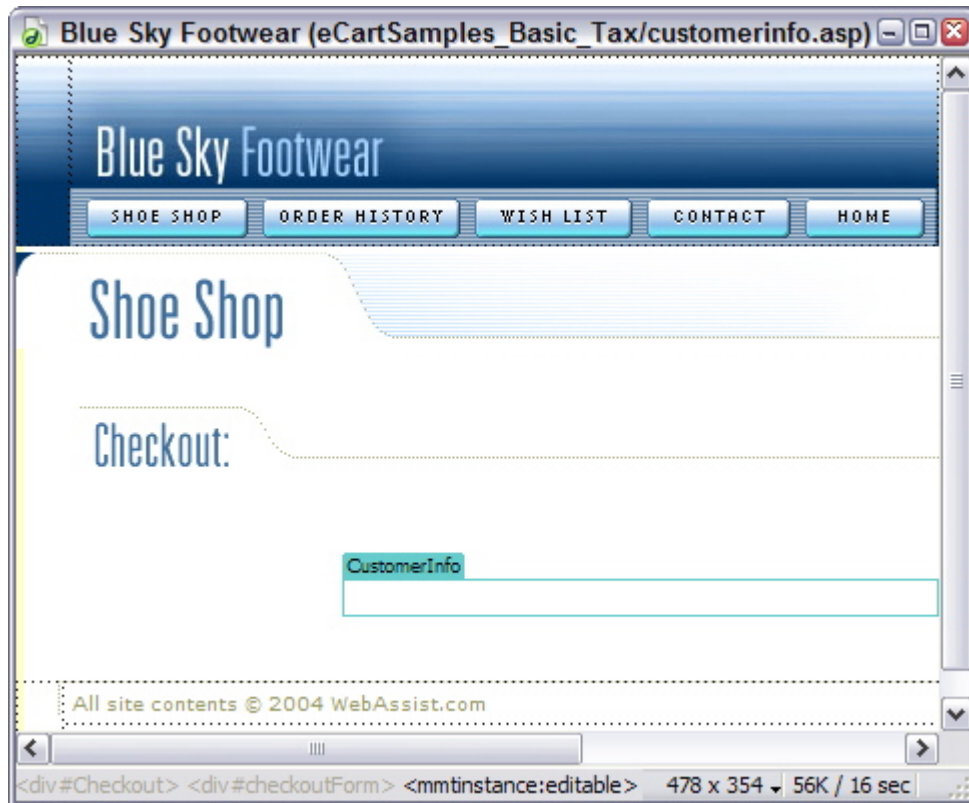 Blue Sky Footwear (eCartSamples_Basic_Tax/customerinfo.asp)
Blue Sky Footwear
SHOE SHOP ORDER HISTORY WISH LIST CONTACT HOME
Shoe Shop
Checkout:
CustomerInfo
All site contents © 2004 WebAssist.com
<div#Checkout> <div#checkoutForm> <mmtinstance:editable> 478 x 354 56K / 16 sec